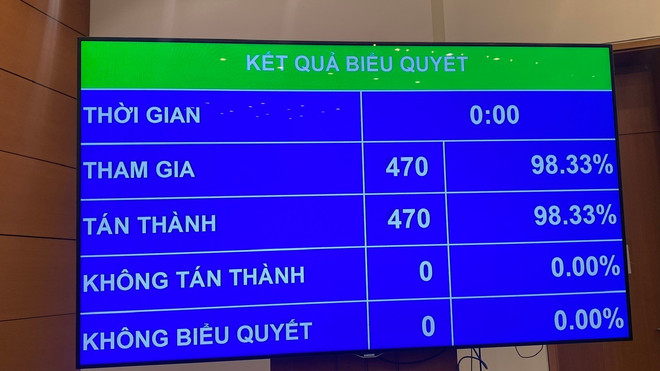 KẾT QUẢ BIỂU QUYẾT
THỜI GIAN 0:00
THAM GIA 470 98.33%
TÁN THÀNH 470 98.33%
KHÔNG TÁN THÀNH 0 0.00%
KHÔNG BIỂU QUYẾT 0 0.00%